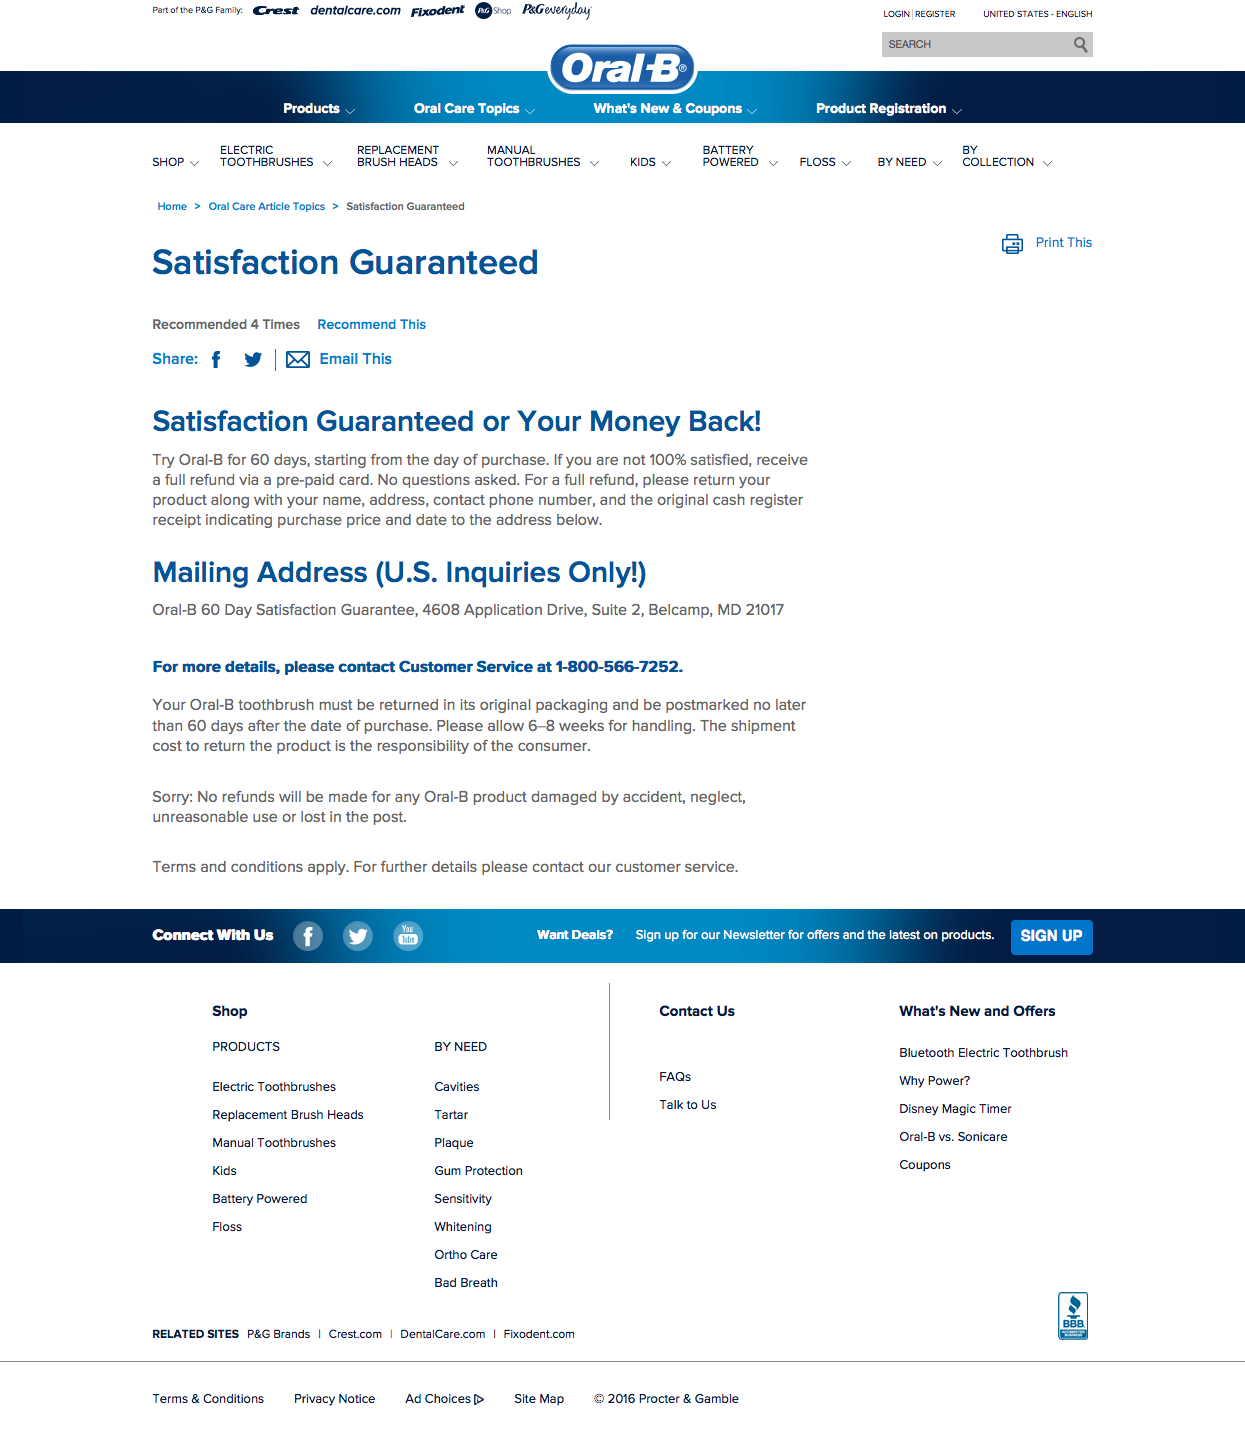 Part of the P&G Family: Crest dentalcare.com Fixodent P&G Shop P&G everyday
LOGIN | REGISTER UNITED STATES - ENGLISH
SEARCH
Oral-B®
Products Oral Care Topics What's New & Coupons Product Registration
SHOP ELECTRIC TOOTHBRUSHES REPLACEMENT BRUSH HEADS MANUAL TOOTHBRUSHES KIDS BATTERY POWERED FLOSS BY NEED BY COLLECTION
Home > Oral Care Article Topics > Satisfaction Guaranteed
Satisfaction Guaranteed
Print This
Recommended 4 Times Recommend This
Share: Email This
Satisfaction Guaranteed or Your Money Back!
Try Oral-B for 60 days, starting from the day of purchase. If you are not 100% satisfied, receive
a full refund via a pre-paid card. No questions asked. For a full refund, please return your
product along with your name, address, contact phone number, and the original cash register
receipt indicating purchase price and date to the address below.
Mailing Address (U.S. Inquiries Only!)
Oral-B 60 Day Satisfaction Guarantee, 4608 Application Drive, Suite 2, Belcamp, MD 21017
For more details, please contact Customer Service at 1-800-566-7252.
Your Oral-B toothbrush must be returned in its original packaging and be postmarked no later
than 60 days after the date of purchase. Please allow 6–8 weeks for handling. The shipment
cost to return the product is the responsibility of the consumer.
Sorry: No refunds will be made for any Oral-B product damaged by accident, neglect,
unreasonable use or lost in the post.
Terms and conditions apply. For further details please contact our customer service.
Connect With Us You Tube Want Deals? Sign up for our Newsletter for offers and the latest on products. SIGN UP
Shop
PRODUCTS
Electric Toothbrushes
Replacement Brush Heads
Manual Toothbrushes
Kids
Battery Powered
Floss
BY NEED
Cavities
Tartar
Plaque
Gum Protection
Sensitivity
Whitening
Ortho Care
Bad Breath
Contact Us
FAQs
Talk to Us
What's New and Offers
Bluetooth Electric Toothbrush
Why Power?
Disney Magic Timer
Oral-B vs. Sonicare
Coupons
BBB.
ACCREDITED
BUSINESS
RELATED SITES P&G Brands | Crest.com | DentalCare.com | Fixodent.com
Terms & Conditions Privacy Notice Ad Choices Site Map © 2016 Procter & Gamble